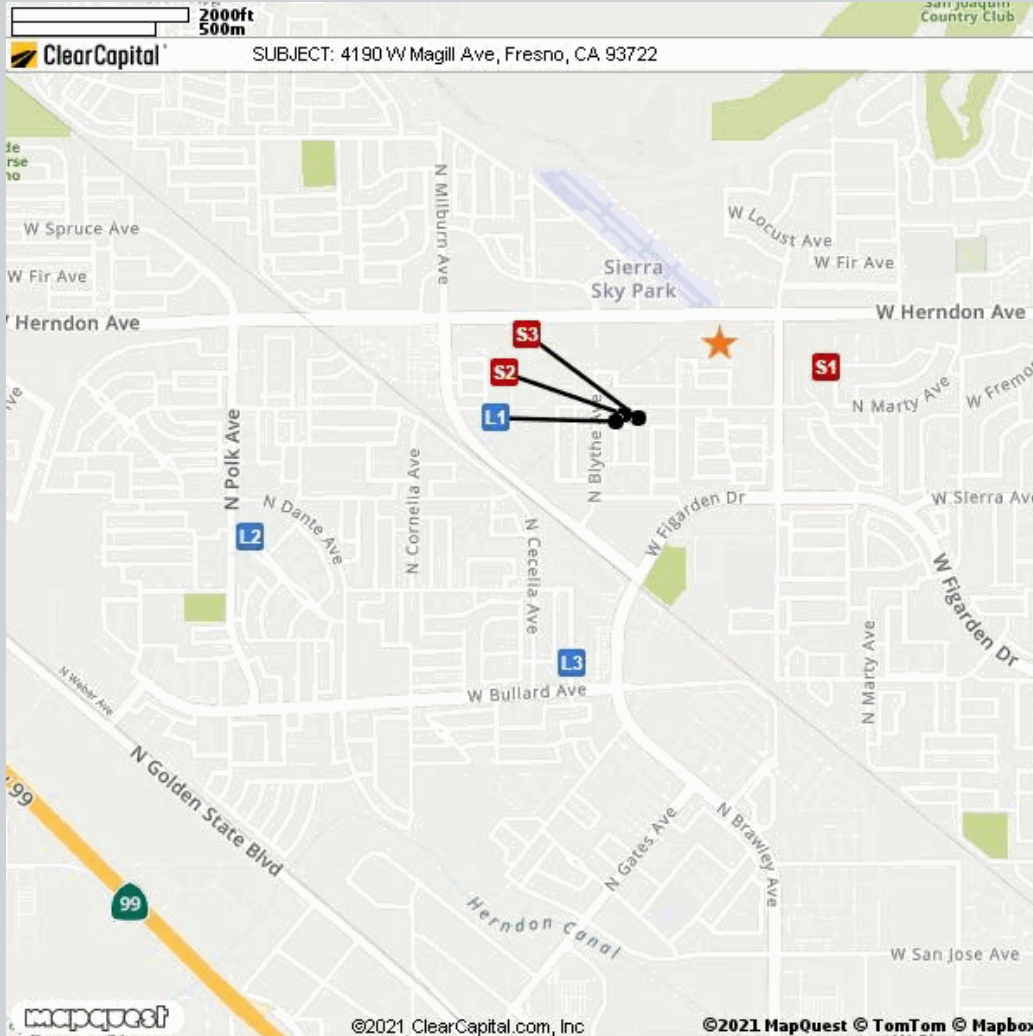 2000ft
500m
San Joaquin
Country Club
ClearCapital
SUBJECT: 4190 W Magill Ave, Fresno, CA 93722
N Milburn Ave
W Spruce Ave
W Locust Ave
W Fir Ave
W Fir Ave
Sierra
Sky Park
W Herndon Ave
Herndon Ave
S3
S2
S1
L1
N Blythe Ave
N Marty Ave
N Polk Ave
N Cornelia Ave
N Dante Ave
L2
N Cecelia Ave
W Figarden Dr
W Sierra Ave
W Figarden Dr
N Marty Ave
L3
W Bullard Ave
N Weber Ave
N Golden State Blvd
99
99
N Gates Ave
N Brawley Ave
Herndon Canal
W San Jose Ave
mapquest
©2021 ClearCapital.com, Inc
©2021 MapQuest © TomTom © Mapbo